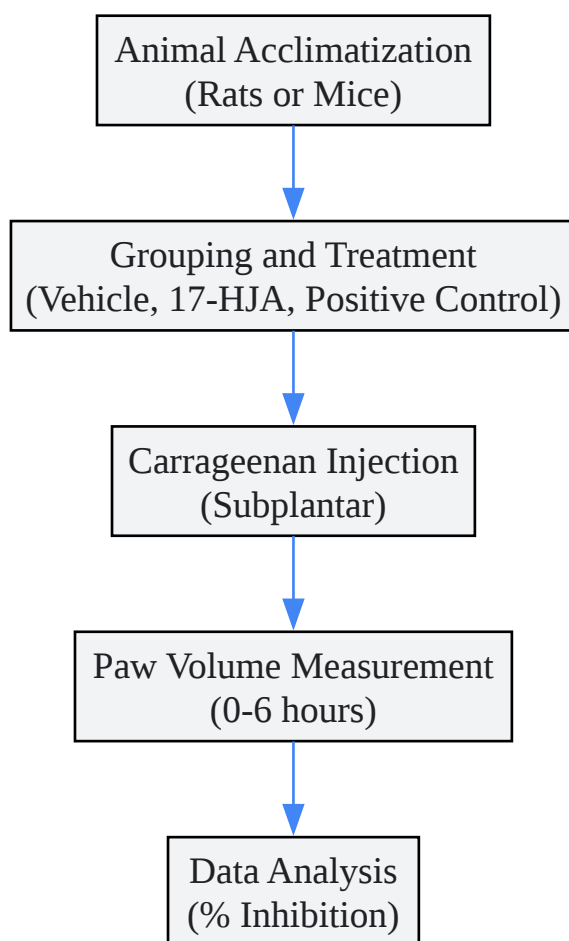 Animal Acclimatization
(Rats or Mice)
Grouping and Treatment
(Vehicle, 17-HJA, Positive Control)
Carrageenan Injection
(Subplantar)
Paw Volume Measurement
(0-6 hours)
Data Analysis
(% Inhibition)